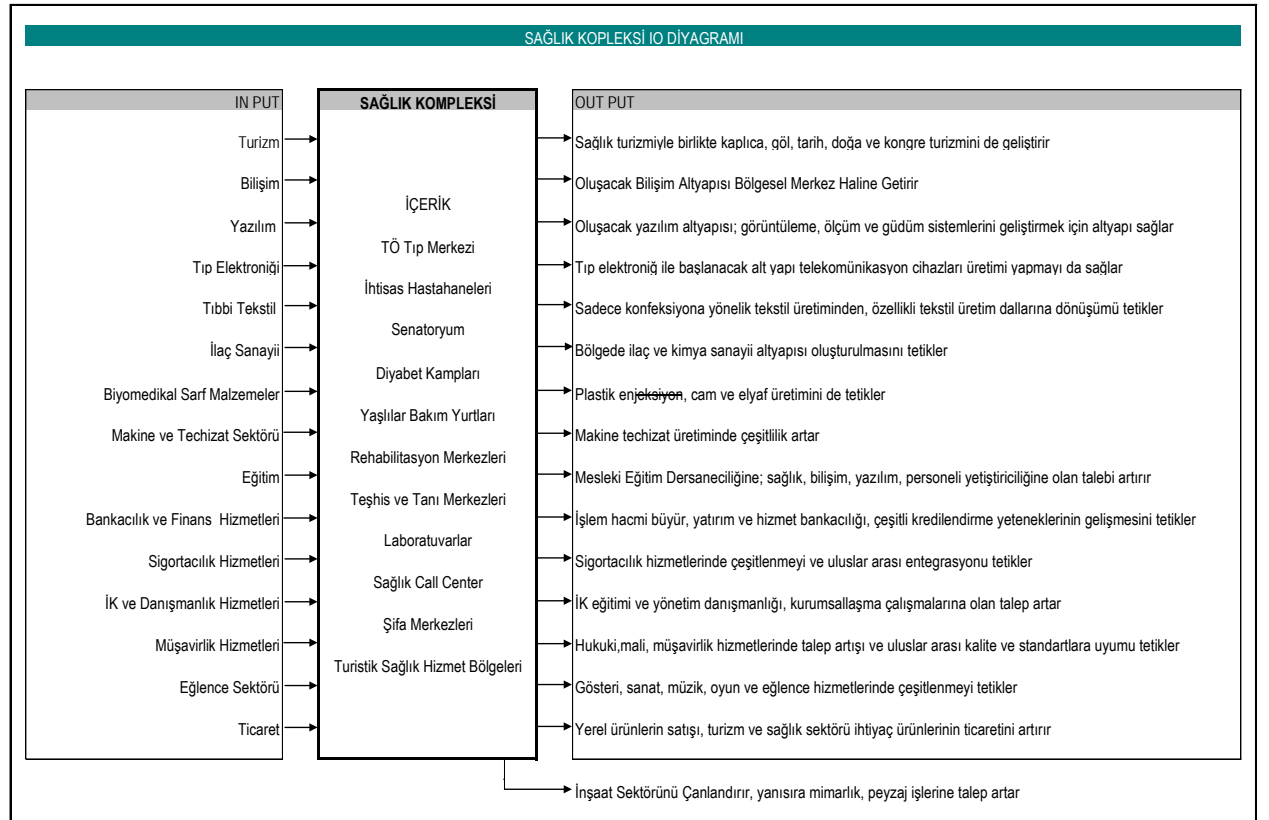 SAĞLIK KOPLEKSİ IO DİYAGRAMI
IN PUT
SAĞLIK KOMPLEKSİ
OUT PUT
Turizm
Bilişim
Yazılım
Tıp Elektroniği
Tıbbi Tekstil
İlaç Sanayii
Biyomedikal Sarf Malzemeler
Makine ve Techizat Sektörü
Eğitim
Bankacılık ve Finans Hizmetleri
Sigortacılık Hizmetleri
İK ve Danışmanlık Hizmetleri
Müşavirlik Hizmetleri
Eğlence Sektörü
Ticaret
İÇERİK
TÖ Tıp Merkezi
İhtisas Hastahaneleri
Senatoryum
Diyabet Kampları
Yaşlılar Bakım Yurtları
Rehabilitasyon Merkezleri
Teşhis ve Tanı Merkezleri
Laboratuvarlar
Sağlık Call Center
Şifa Merkezleri
Turistik Sağlık Hizmet Bölgeleri
Sağlık turizmiyle birlikte kaplıca, göl, tarih, doğa ve kongre turizmini de geliştirir
Oluşacak Bilişim Altyapısı Bölgesel Merkez Haline Getirir
Oluşacak yazılım altyapısı; görüntüleme, ölçüm ve güdüm sistemlerini geliştirmek için altyapı sağlar
Tıp elektroniğ ile başlanacak alt yapı telekomünikasyon cihazları üretimi yapmayı da sağlar
Sadece konfeksiyona yönelik tekstil üretiminden, özellikli tekstil üretim dallarına dönüşümü tetikler
Bölgede ilaç ve kimya sanayii altyapısı oluşturulmasını tetikler
Plastik enjeksiyon, cam ve elyaf üretimini de tetikler
Makine techizat üretiminde çeşitlilik artar
Mesleki Eğitim Dersaneciliğine; sağlık, bilişim, yazılım, personeli yetiştiriciliğine olan talebi artırır
İşlem hacmi büyür, yatırım ve hizmet bankacılığı, çeşitli kredilendirme yeteneklerinin gelişmesini tetikler
Sigortacılık hizmetlerinde çeşitlenmeyi ve uluslar arası entegrasyonu tetikler
İK eğitimi ve yönetim danışmanlığı, kurumsallaşma çalışmalarına olan talep artar
Hukuki,mali, müşavirlik hizmetlerinde talep artışı ve uluslar arası kalite ve standartlara uyumu tetikler
Gösteri, sanat, müzik, oyun ve eğlence hizmetlerinde çeşitlenmeyi tetikler
Yerel ürünlerin satışı, turizm ve sağlık sektörü ihtiyaç ürünlerinin ticaretini artırır
İnşaat Sektörünü Çanlandırır, yanısıra mimarlık, peyzaj işlerine talep artar